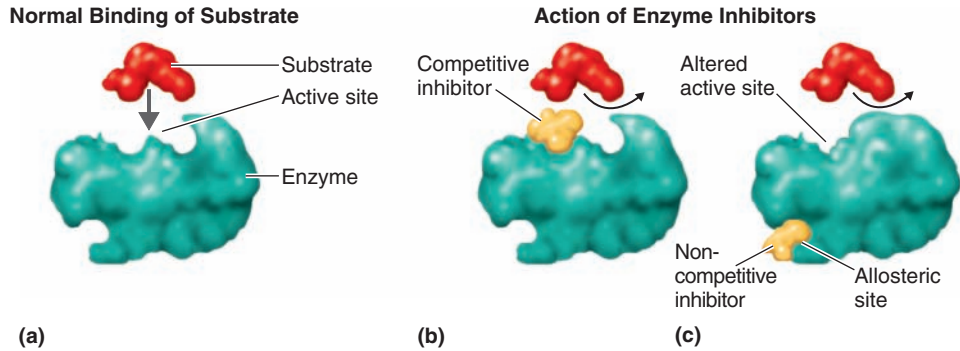 Normal Binding of Substrate
Action of Enzyme Inhibitors
Substrate
Active site
Enzyme
(a)
Competitive
inhibitor
(b)
Altered
active site
Non-
competitive
inhibitor
Allosteric
site
(c)